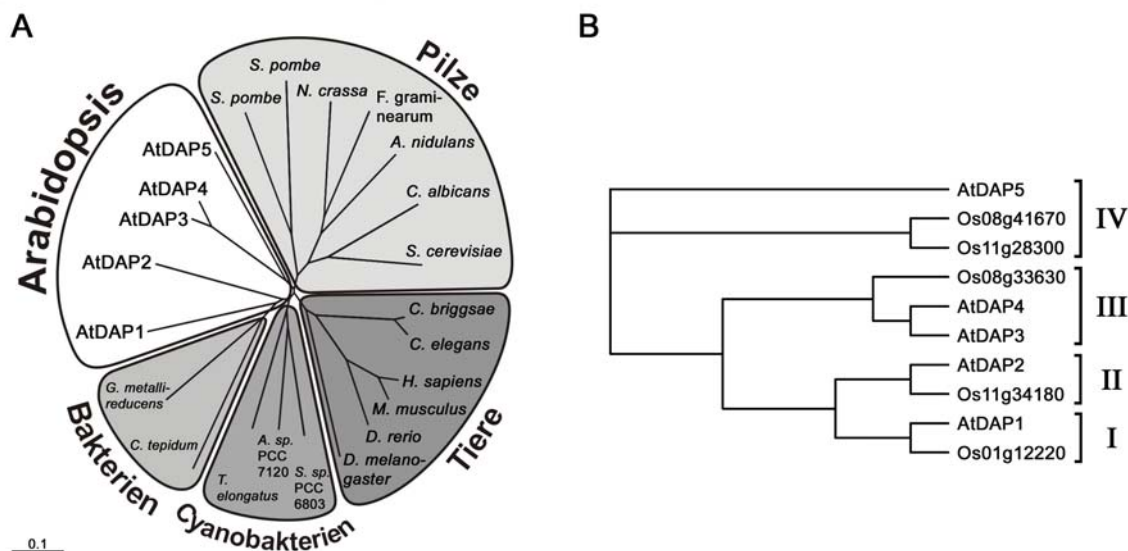 A
Arabidopsis
Pilze
Tiere
Cyanobakterien
Bakterien
S. pombe
S. pombe
N. crassa
F. grami-
nearum
A. nidulans
C. albicans
S. cerevisiae
AtDAP5
AtDAP4
AtDAP3
AtDAP2
AtDAP1
C. briggsae
C. elegans
H. sapiens
M. musculus
D. rerio
D. melano-
gaster
G. metalli-
reducens
C. tepidum
T.
elongatus
A. sp.
PCC
7120
S. sp.
PCC
6803
0.1
B
AtDAP5
Os08g41670
Os11g28300
IV
Os08g33630
AtDAP4
AtDAP3
III
AtDAP2
Os11g34180
II
AtDAP1
Os01g12220
I